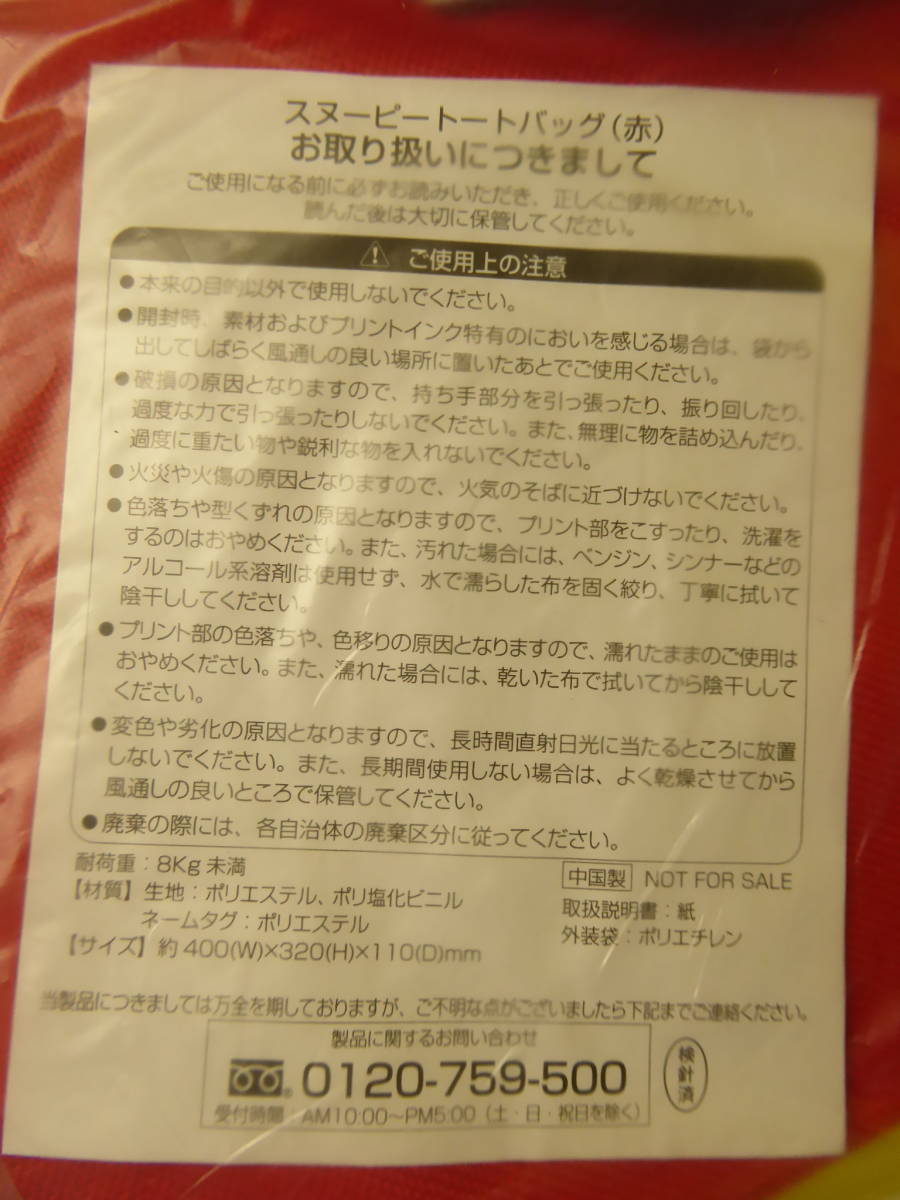 スヌーピートートバッグ(赤)
お取り扱いにつきまして
ご使用になる前に必ずお読みいただき、正しくご使用ください。
読んだ後は大切に保管してください。
ご使用上の注意
●本来の目的以外で使用しないでください。
●開封時、素材およびプリントインク特有のにおいを感じる場合は、袋から
出してしばらく風通しの良い場所に置いたあとでご使用ください。
●破損の原因となりますので、持ち手部分を引っ張ったり、振り回したり、
過度な力で引っ張ったりしないでください。また、無理に物を詰め込んだり、
過度に重たい物や鋭利な物を入れないでください。
●火災や火傷の原因となりますので、火気のそばに近づけないでください。
●色落ちや型くずれの原因となりますので、プリント部をこすったり、洗濯を
するのはおやめください。また、汚れた場合には、ベンジン、シンナーなどの
アルコール系溶剤は使用せず、水で濡らした布を固く絞り、丁寧に拭いて
陰干ししてください。
●プリント部の色落ちや、色移りの原因となりますので、濡れたままのご使用は
おやめください。また、濡れた場合には、乾いた布で拭いてから陰干しして
ください。
●変色や劣化の原因となりますので、長時間直射日光に当たるところに放置
しないでください。また、長期間使用しない場合は、よく乾燥させてから
風通しの良いところで保管してください。
●廃棄の際には、各自治体の廃棄区分に従ってください。
耐荷重:8Kg未満
【材質】生地:ポリエステル、ポリ塩化ビニル
ネームタグ:ポリエステル
【サイズ】約400(W)×320(H)×110(D)mm
中国製 NOT FOR SALE
取扱説明書:紙
外装袋:ポリエチレン
当製品につきましては万全を期しておりますが、ご不明な点がございましたら下記までご連絡ください。
製品に関するお問い合わせ
0120-759-500
受付時間 AM10:00〜PM5:00(土・日・祝日を除く)
検針済